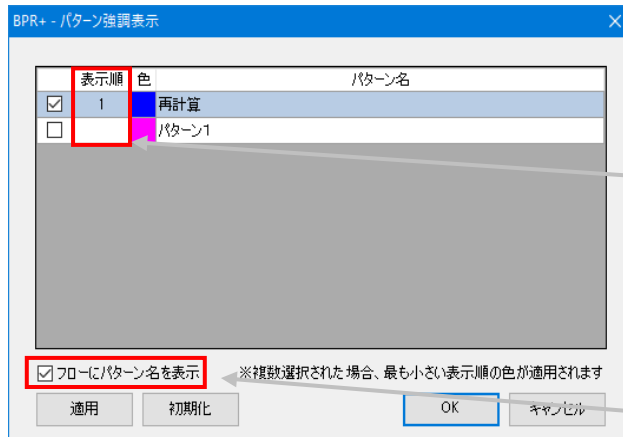 BPR+ - パターン強調表示
表示順 色 パターン名
1 再計算
パターン1
フローにパターン名を表示 ※複数選択された場合、最も小さい表示順の色が適用されます
適用 初期化 OK キャンセル